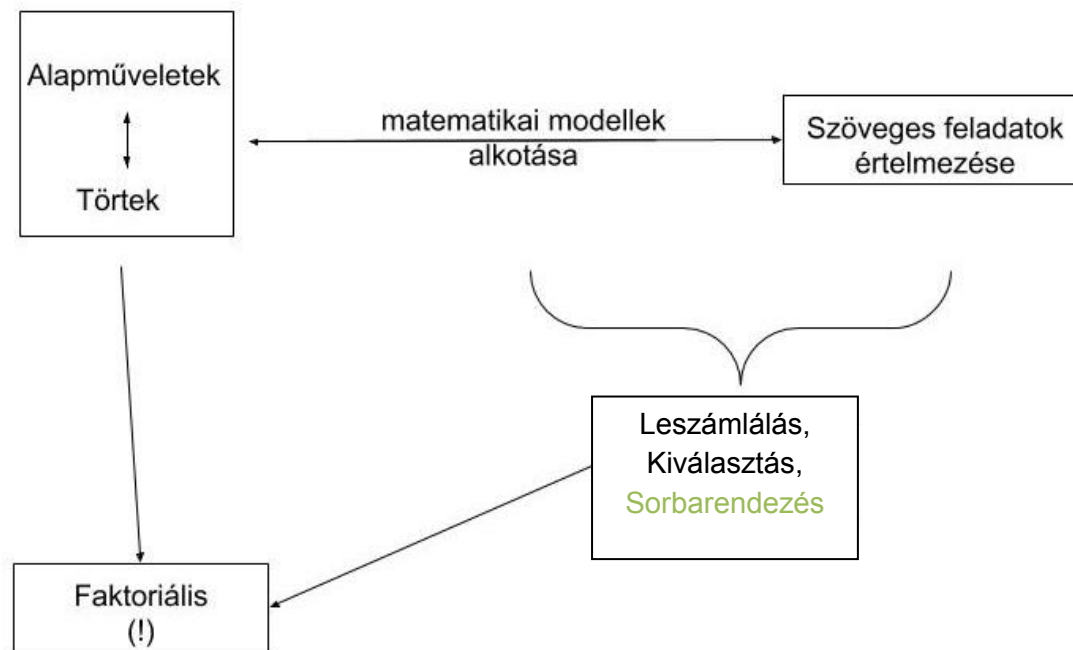 Alapműveletek
Törtek
matematikai modellek
alkotása
Szöveges feladatok
értelmezése
Leszámlálás,
Kiválasztás,
Sorbarendezés
Faktoriális
(!)